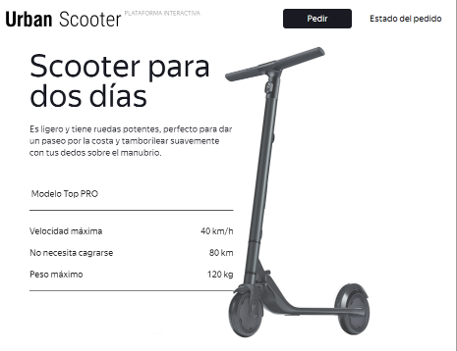 Urban Scooter PLATAFORMA INTERACTIVA Pedir Estado del pedido
Scooter para
dos días
Es ligero y tiene ruedas potentes, perfecto para dar
un paseo por la costa y tamborilear suavemente
con tus dedos sobre el manubrio.
Modelo Top PRO
Velocidad máxima 40 km/h
No necesita cagrarse 80 km
Peso máximo 120 kg